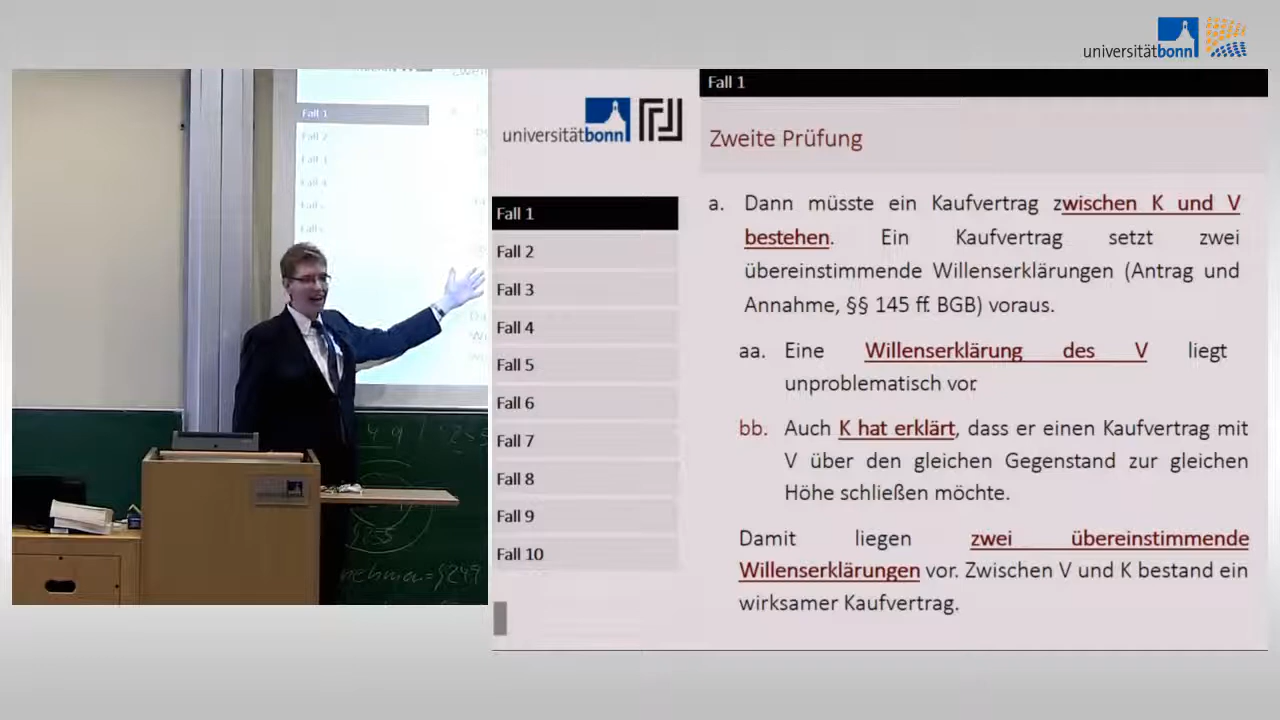 universitätbonn
Fall 1
Fall 2
universitätbonn
Fall 1
Fall 2
Fall 3
Fall 4
Fall 5
Fall 6
Fall 7
Fall 8
Fall 9
Fall 10
Fall 1
Zweite Prüfung
a. Dann müsste ein Kaufvertrag zwischen K und V
bestehen. Ein Kaufvertrag setzt zwei
übereinstimmende Willenserklärungen (Antrag und
Annahme, §§ 145 ff. BGB) voraus.
aa. Eine Willenserklärung des V liegt
unproblematisch vor.
bb. Auch K hat erklärt, dass er einen Kaufvertrag mit
V über den gleichen Gegenstand zur gleichen
Höhe schließen möchte.
Damit liegen zwei übereinstimmende
Willenserklärungen vor. Zwischen V und K bestand ein
wirksamer Kaufvertrag.